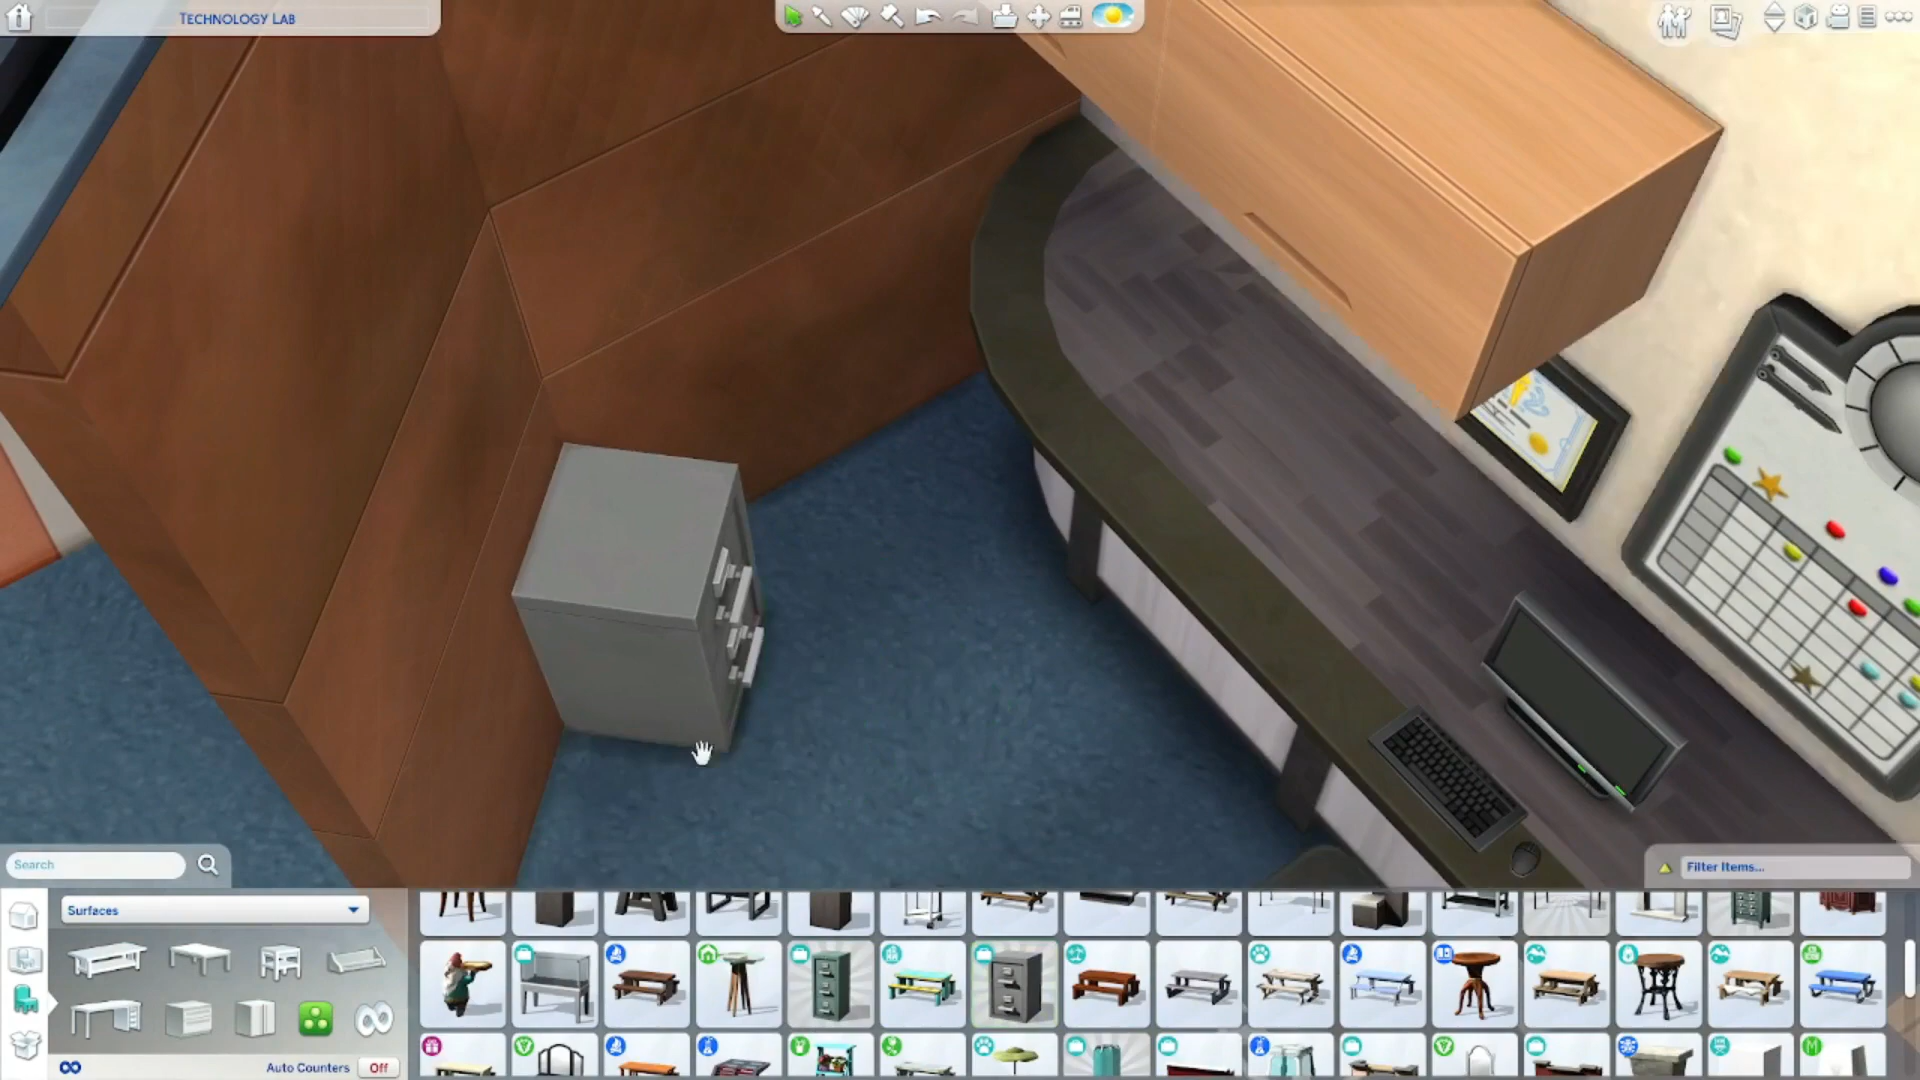 TECHNOLOGY LAB
Search
Filter Items...
Surfaces
Auto Counters Off